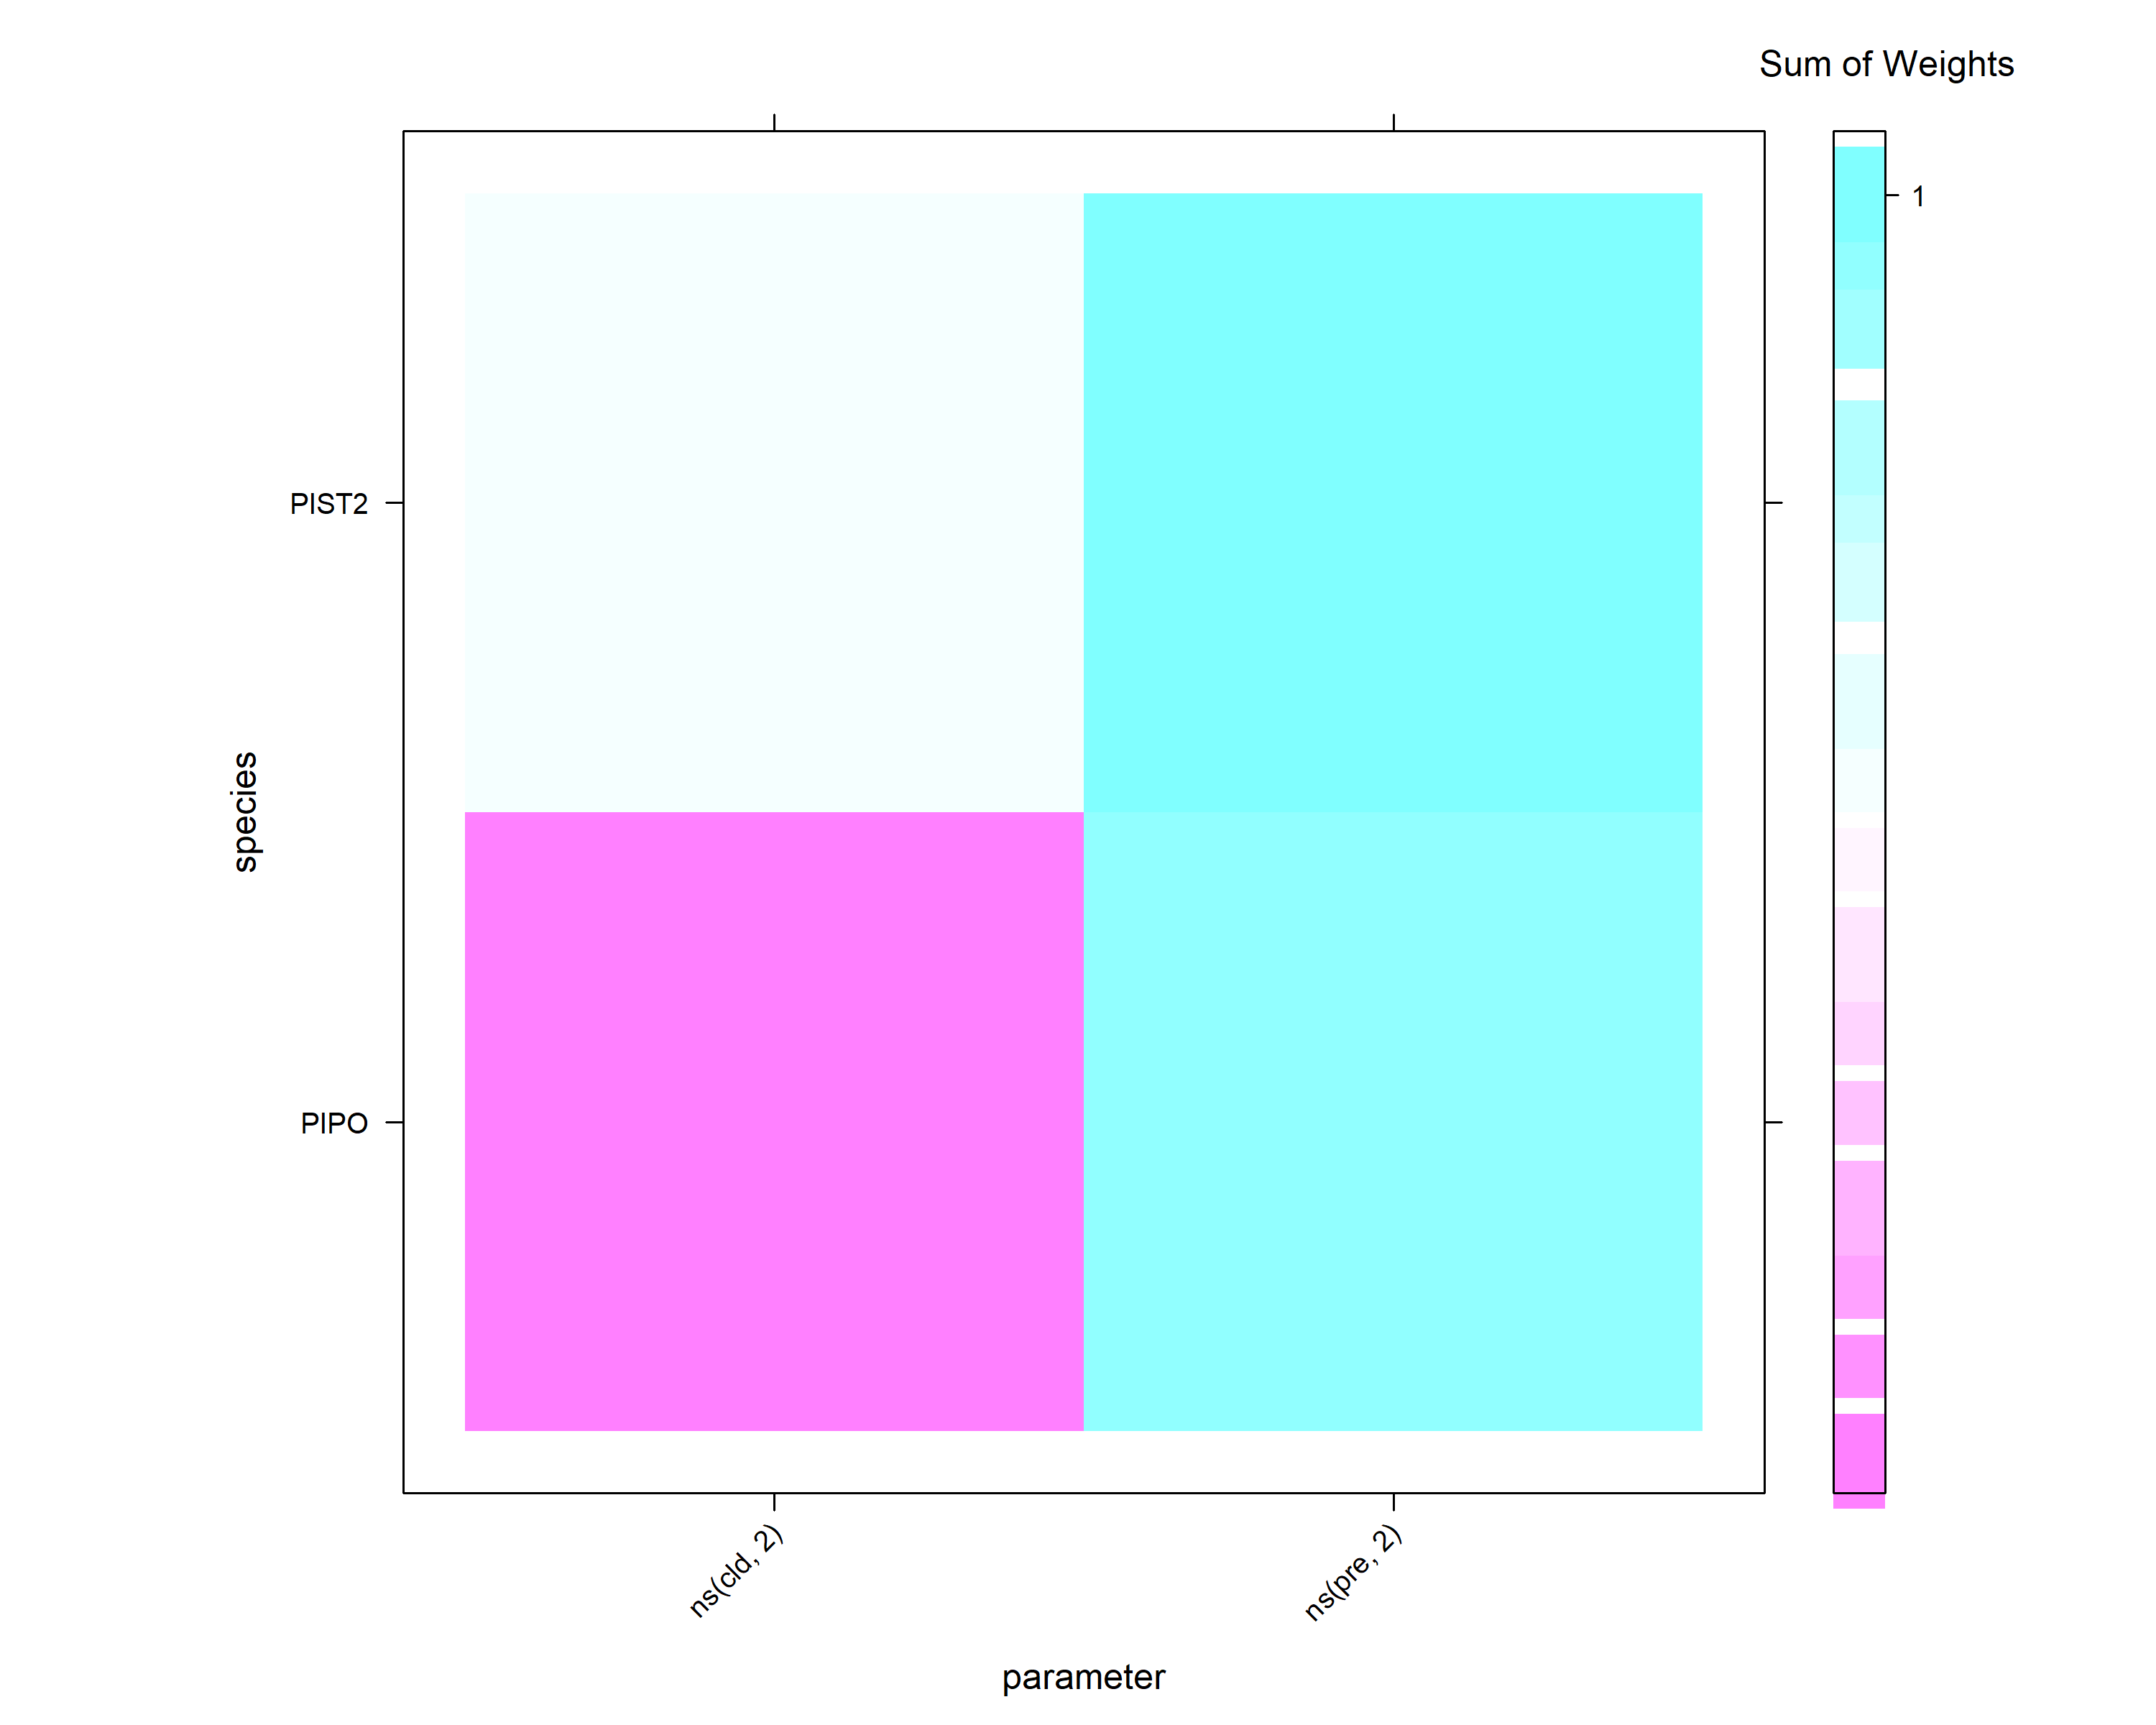 Sum of Weights
1
PIST2
species
PIPO
ns(cld, 2)
ns(pre, 2)
parameter